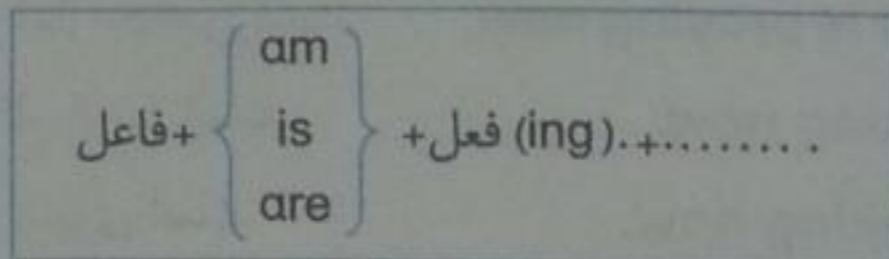 am
فاعل+ { is } +فعل (ing).+........ .
are